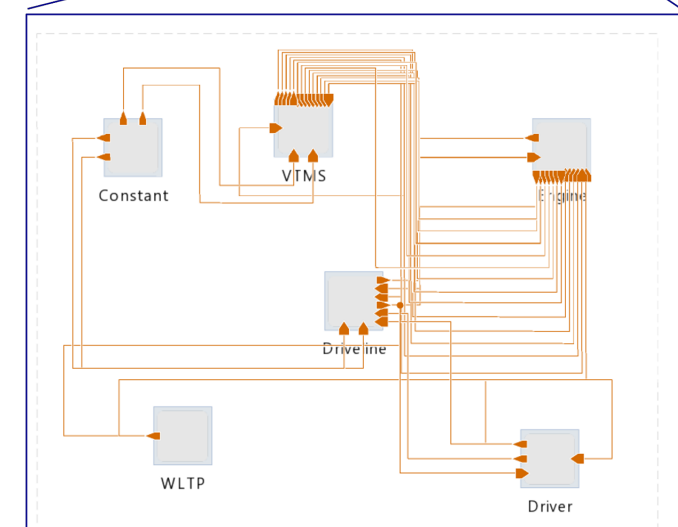 VTMS
Constant
Engine
Driveline
WLTP
Driver